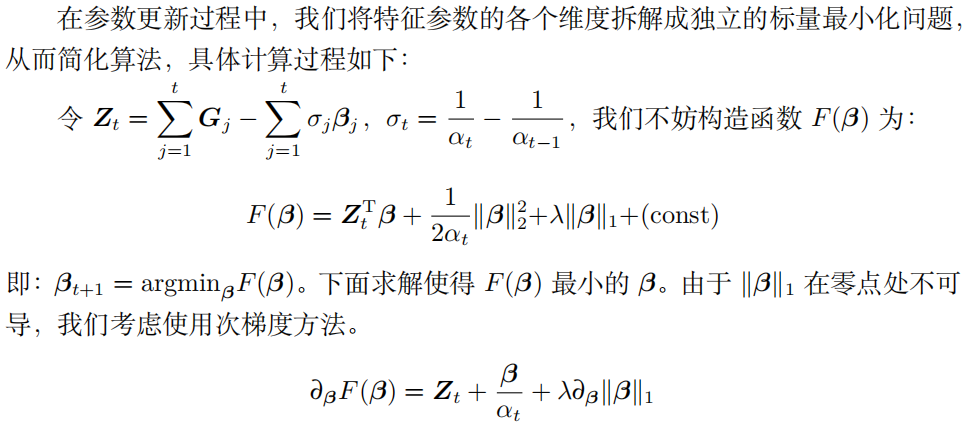 在参数更新过程中，我们将特征参数的各个维度拆解成独立的标量最小化问题，
从而简化算法，具体计算过程如下：
令 $\boldsymbol{Z}_t = \sum_{j=1}^{t} \boldsymbol{G}_j - \sum_{j=1}^{t} \sigma_j \boldsymbol{\beta}_j$，$\sigma_t = \frac{1}{\alpha_t} - \frac{1}{\alpha_{t-1}}$，我们不妨构造函数 $F(\boldsymbol{\beta})$ 为：
$F(\boldsymbol{\beta}) = \boldsymbol{Z}_t^{\mathrm{T}} \boldsymbol{\beta} + \frac{1}{2\alpha_t} \|\boldsymbol{\beta}\|_2^2 + \lambda \|\boldsymbol{\beta}\|_1 + (\text{const})$
即：$\boldsymbol{\beta}_{t+1} = \text{argmin}_{\boldsymbol{\beta}} F(\boldsymbol{\beta})$。下面求解使得 $F(\boldsymbol{\beta})$ 最小的 $\boldsymbol{\beta}$。由于 $\|\boldsymbol{\beta}\|_1$ 在零点处不可
导，我们考虑使用次梯度方法。
$\partial_{\boldsymbol{\beta}} F(\boldsymbol{\beta}) = \boldsymbol{Z}_t + \frac{\boldsymbol{\beta}}{\alpha_t} + \lambda \partial_{\boldsymbol{\beta}} \|\boldsymbol{\beta}\|_1$